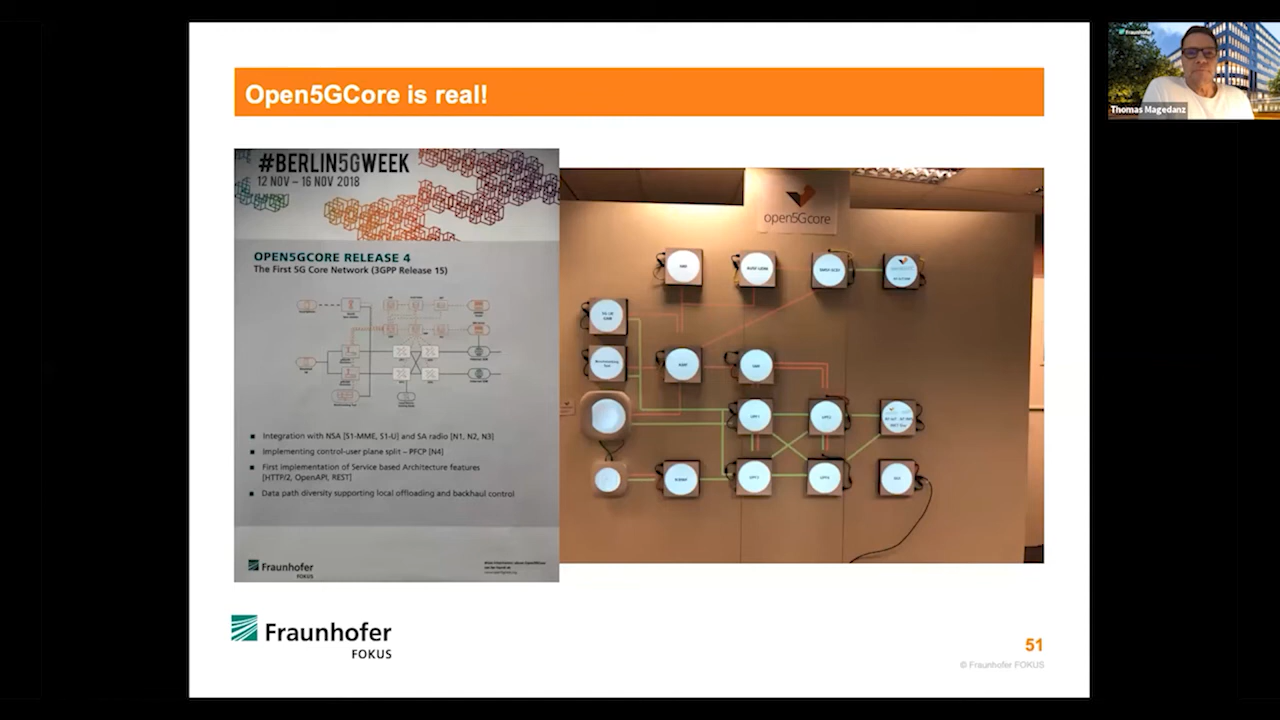 Open5GCore is real!
#BERLIN5GWEEK
12 NOV – 16 NOV 2018
OPEN5GCORE RELEASE 4
The First 5G Core Network (3GPP Release 15)
▪ Integration with NSA [S1-MME, S1-U] and SA radio [N1, N2, N3]
▪ Implementing control-user plane split – PFCP [N4]
▪ First implementation of Service based Architecture features
[HTTP/2, OpenAPI, REST]
▪ Data path diversity supporting local offloading and backhaul control
Fraunhofer
FOKUS
open5Gcore
Fraunhofer
FOKUS
51
© Fraunhofer FOKUS
Fraunhofer
Thomas Magedanz